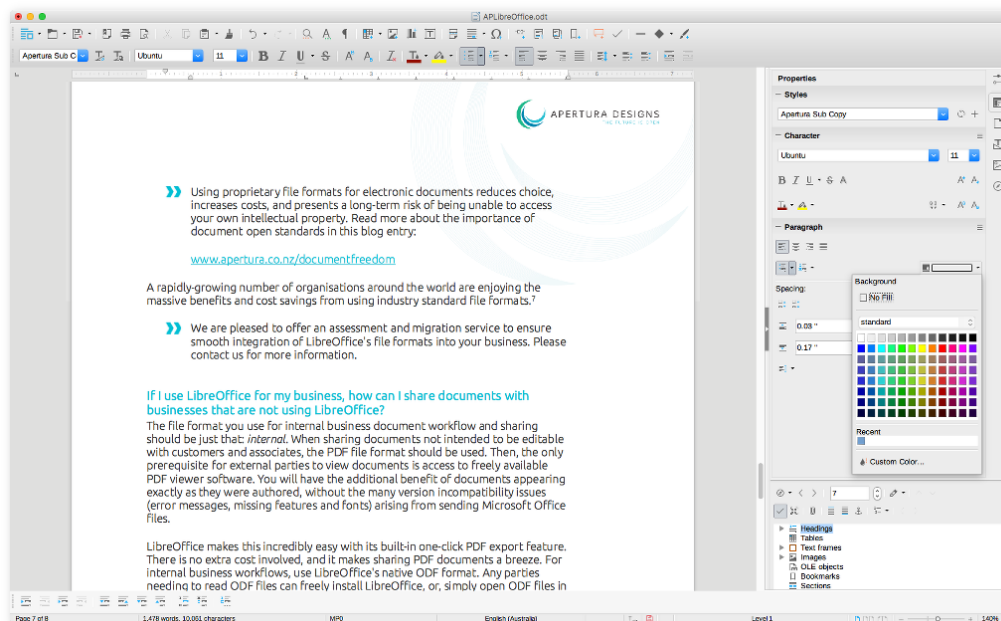 APLibreOffice.odt
Apertura Sub C
Ubuntu
11
APERTURA DESIGNS
Using proprietary file formats for electronic documents reduces choice,
increases costs, and presents a long-term risk of being unable to access
your own intellectual property. Read more about the importance of
document open standards in this blog entry:
www.apertura.co.nz/documentfreedom
A rapidly-growing number of organisations around the world are enjoying the
massive benefits and cost savings from using industry standard file formats.⁷
We are pleased to offer an assessment and migration service to ensure
smooth integration of LibreOffice's file formats into your business. Please
contact us for more information.
If I use LibreOffice for my business, how can I share documents with
businesses that are not using LibreOffice?
The file format you use for internal business document workflow and sharing
should be just that: internal. When sharing documents not intended to be editable
with customers and associates, the PDF file format should be used. Then, the only
prerequisite for external parties to view documents is access to freely available
PDF viewer software. You will have the additional benefit of documents appearing
exactly as they were authored, without the many version incompatibility issues
(error messages, missing features and fonts) arising from sending Microsoft Office
files.
LibreOffice makes this incredibly easy with its built-in one-click PDF export feature.
There is no extra cost involved, and it makes sharing PDF documents a breeze. For
internal business workflows, use LibreOffice's native ODF format. Any parties
needing to read ODF files can freely install LibreOffice, or, simply open ODF files in
Properties
Styles
Apertura Sub Copy
Character
Ubuntu
11
Paragraph
Spacing:
0.03 "
0.17 "
Background
No Fill
standard
Recent
Custom Color...
7
Headings
Tables
Text frames
Images
OLE objects
Bookmarks
Sections
Page 7 of 8
1,478 words, 10,061 characters
MP0
English (Australia)
Level 1
140%